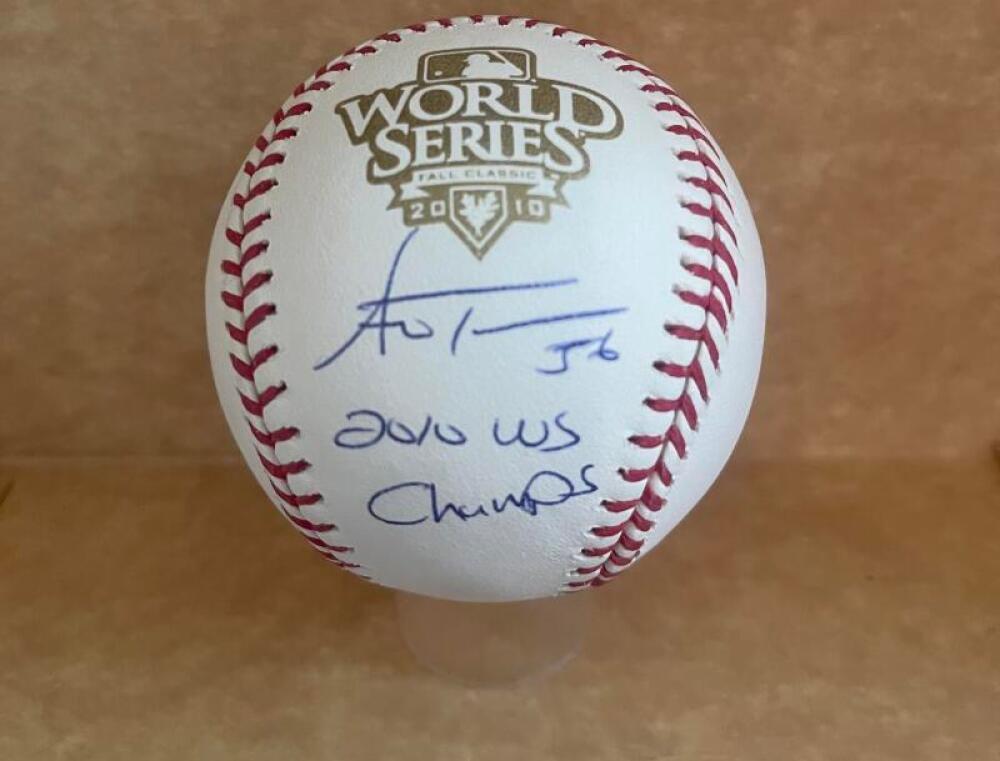 WORLD
SERIES
FALL CLASSIC
2010
56
2010 WS
Champs